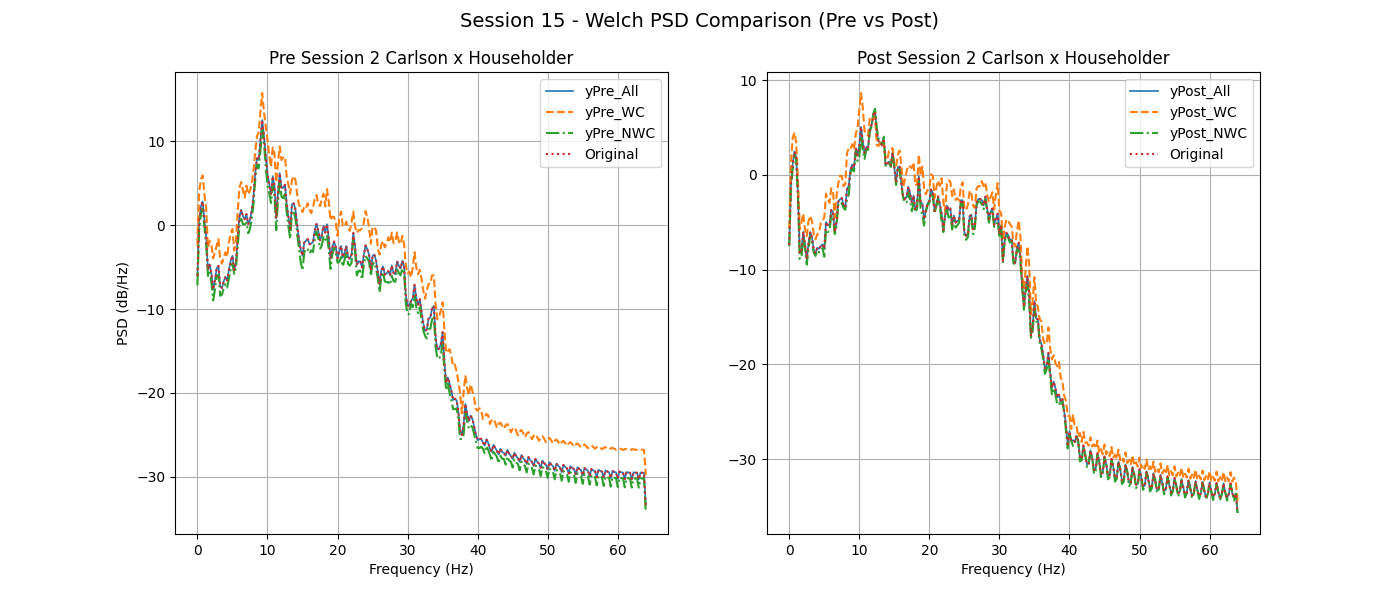 Session 15 - Welch PSD Comparison (Pre vs Post)
Pre Session 2 Carlson x Householder
yPre_All
yPre_WC
yPre_NWC
Original
10
0
−10
−20
−30
PSD (dB/Hz)
0 10 20 30 40 50 60
Frequency (Hz)
Post Session 2 Carlson x Householder
yPost_All
yPost_WC
yPost_NWC
Original
10
0
−10
−20
−30
0 10 20 30 40 50 60
Frequency (Hz)